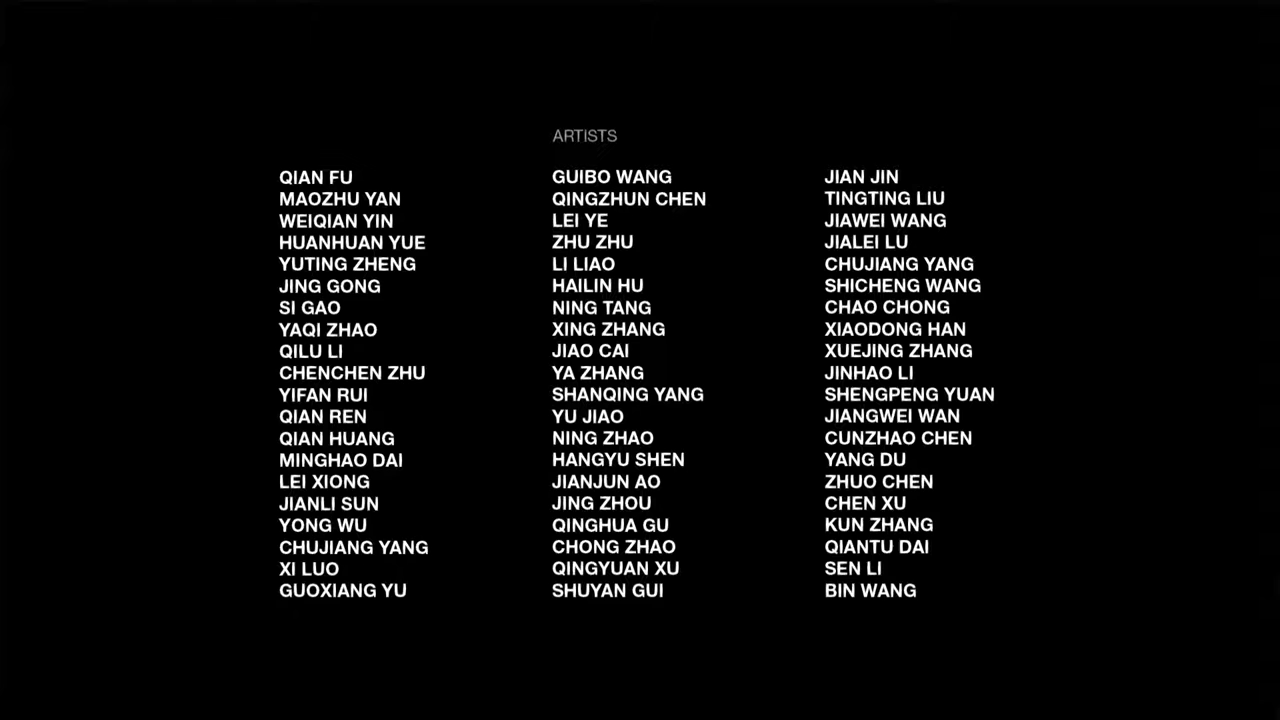 ARTISTS
QIAN FU
MAOZHU YAN
WEIQIAN YIN
HUANHUAN YUE
YUTING ZHENG
JING GONG
SI GAO
YAQI ZHAO
QILU LI
CHENCHEN ZHU
YIFAN RUI
QIAN REN
QIAN HUANG
MINGHAO DAI
LEI XIONG
JIANLI SUN
YONG WU
CHUJIANG YANG
XI LUO
GUOXIANG YU
GUIBO WANG
QINGZHUN CHEN
LEI YE
ZHU ZHU
LI LIAO
HAILIN HU
NING TANG
XING ZHANG
JIAO CAI
YA ZHANG
SHANQING YANG
YU JIAO
NING ZHAO
HANGYU SHEN
JIANJUN AO
JING ZHOU
QINGHUA GU
CHONG ZHAO
QINGYUAN XU
SHUYAN GUI
JIAN JIN
TINGTING LIU
JIAWEI WANG
JIALEI LU
CHUJIANG YANG
SHICHENG WANG
CHAO CHONG
XIAODONG HAN
XUEJING ZHANG
JINHAO LI
SHENGPENG YUAN
JIANGWEI WAN
CUNZHAO CHEN
YANG DU
ZHUO CHEN
CHEN XU
KUN ZHANG
QIANTU DAI
SEN LI
BIN WANG